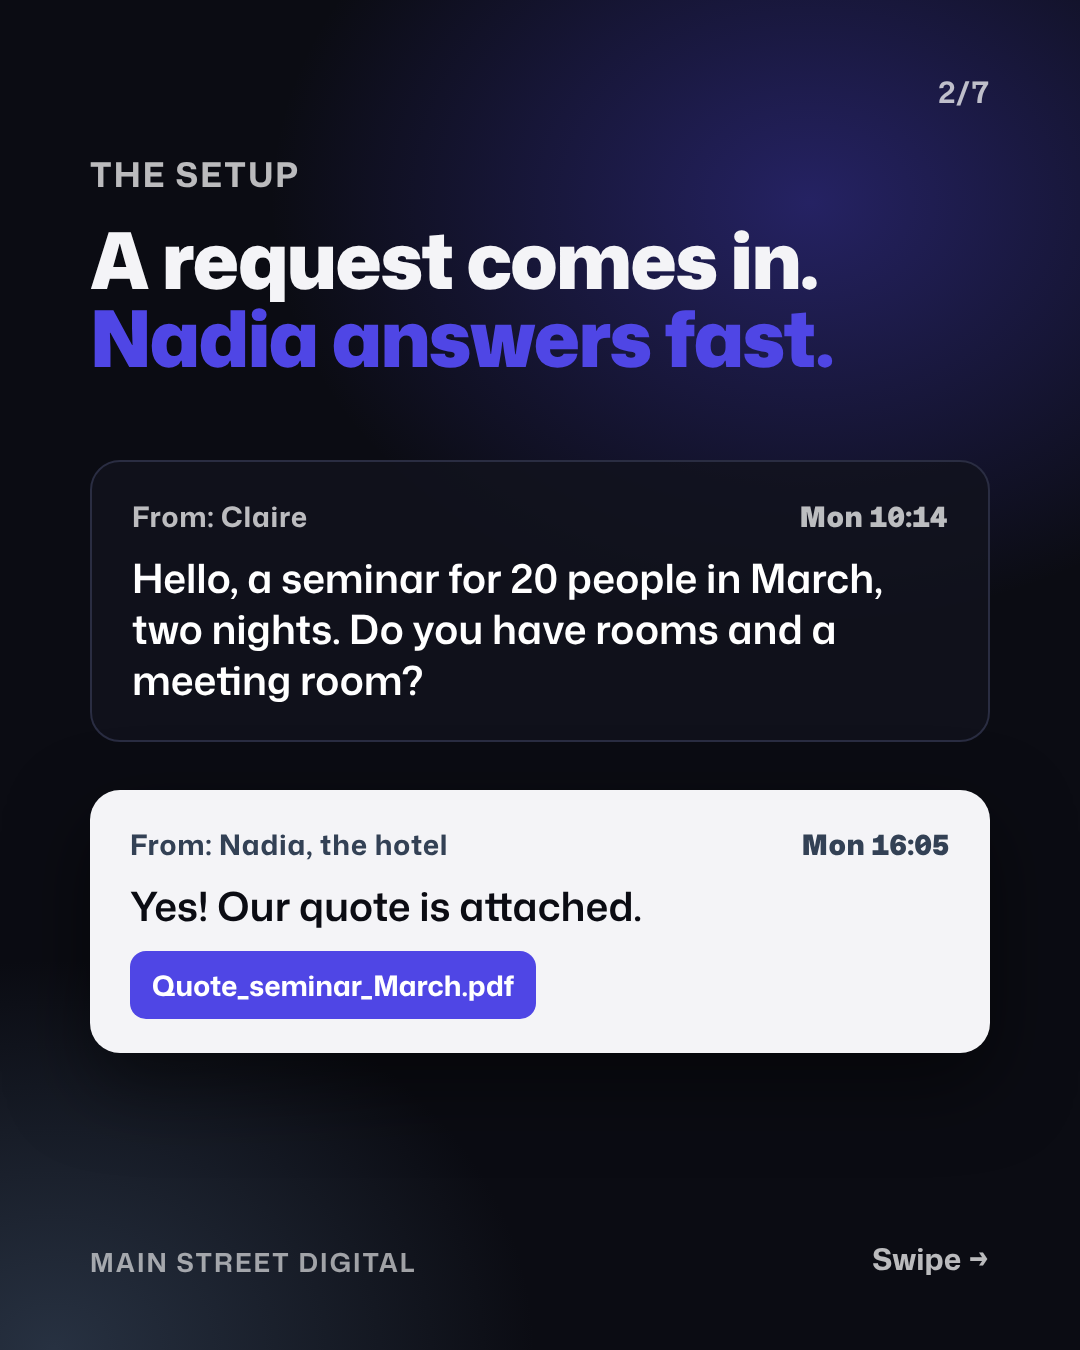 2/7
THE SETUP
A request comes in.
Nadia answers fast.
From: Claire
Mon 10:14
Hello, a seminar for 20 people in March,
two nights. Do you have rooms and a
meeting room?
From: Nadia, the hotel
Mon 16:05
Yes! Our quote is attached.
Quote_seminar_March.pdf
MAIN STREET DIGITAL
Swipe →